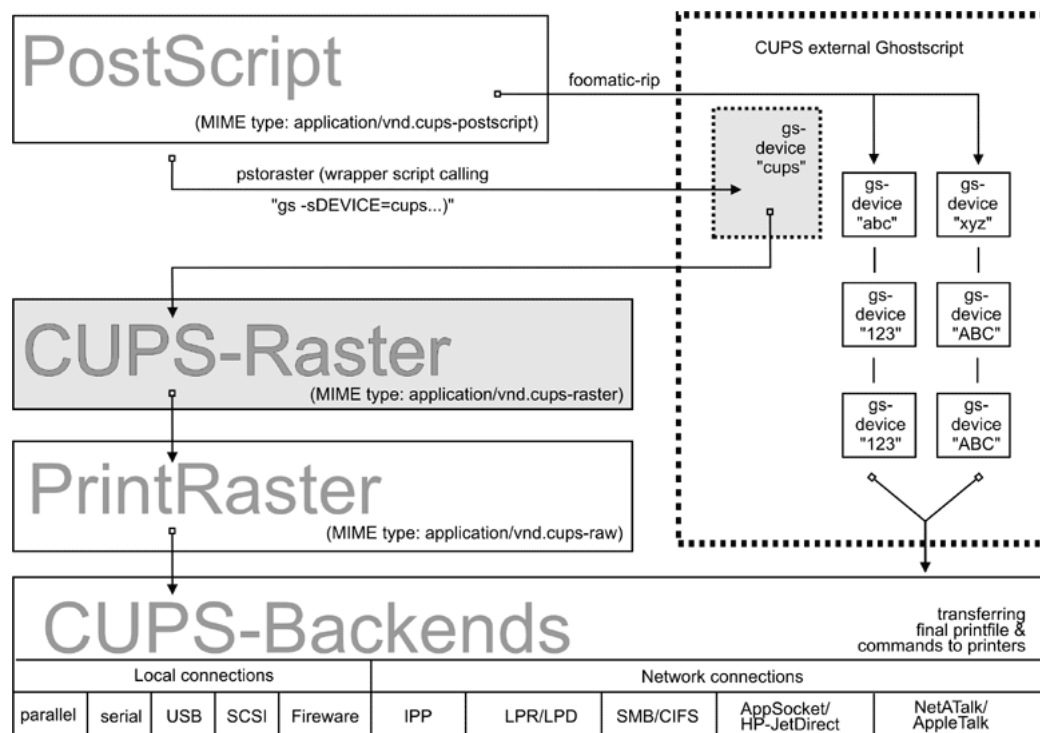 PostScript
(MIME type: application/vnd.cups-postscript)
foomatic-rip
CUPS external Ghostscript
gs-
device
"cups"
pstoraster (wrapper script calling
"gs -sDEVICE=cups...)"
gs-
device
"abc"
gs-
device
"xyz"
gs-
device
"123"
gs-
device
"ABC"
gs-
device
"123"
gs-
device
"ABC"
CUPS-Raster
(MIME type: application/vnd.cups-raster)
PrintRaster
(MIME type: application/vnd.cups-raw)
CUPS-Backends
transferring
final printfile &
commands to printers
Local connections
Network connections
parallel
serial
USB
SCSI
Fireware
IPP
LPR/LPD
SMB/CIFS
AppSocket/
HP-JetDirect
NetATalk/
AppleTalk